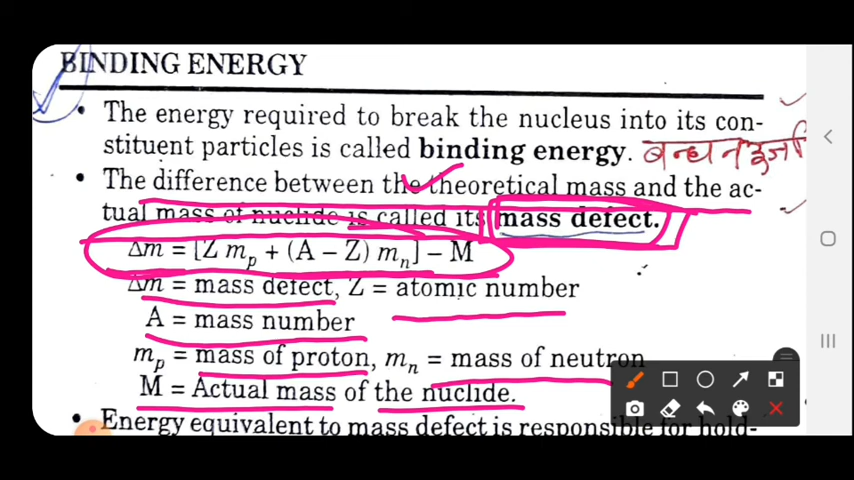 BINDING ENERGY
• The energy required to break the nucleus into its con-
stituent particles is called binding energy. बन्धन ऊर्जा
• The difference between the theoretical mass and the ac-
tual mass of nuclide is called its mass defect.
Δm = [Z mₚ + (A – Z) mₙ] – M
Δm = mass defect, Z = atomic number
A = mass number
mₚ = mass of proton, mₙ = mass of neutron
M = Actual mass of the nuclide.
• Energy equivalent to mass defect is responsible for hold-